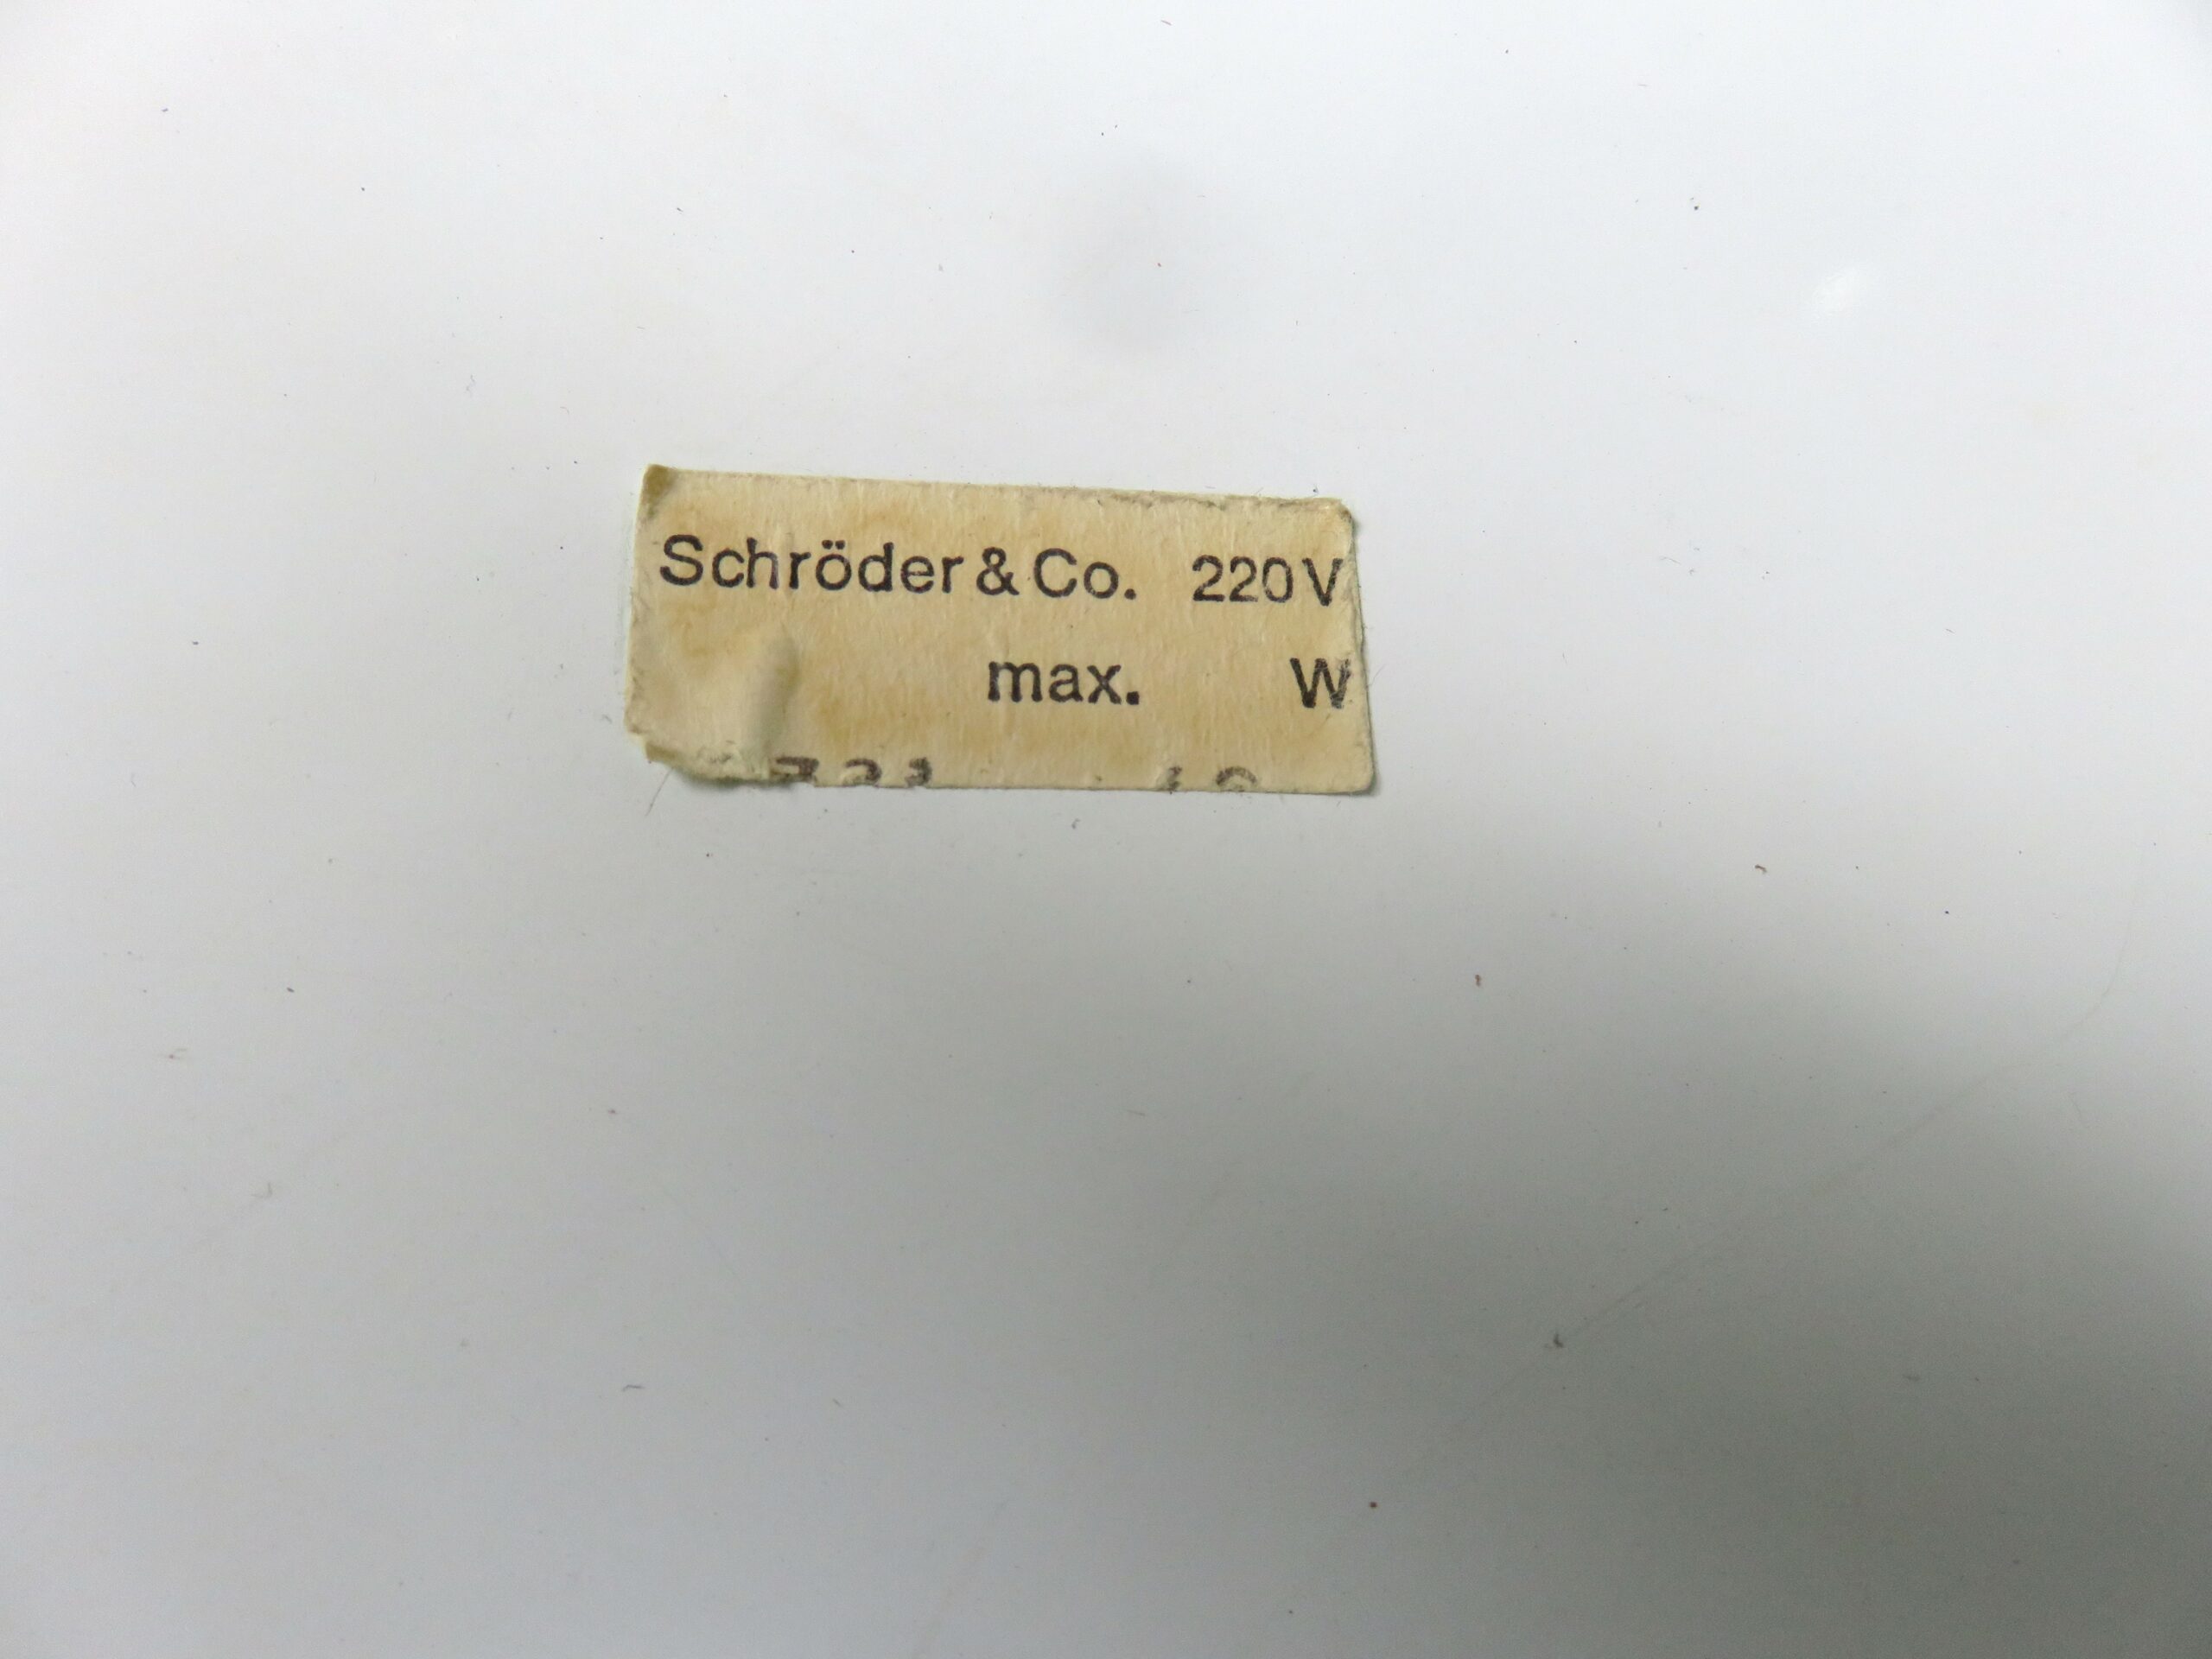 Schröder & Co. 220 V
max. W